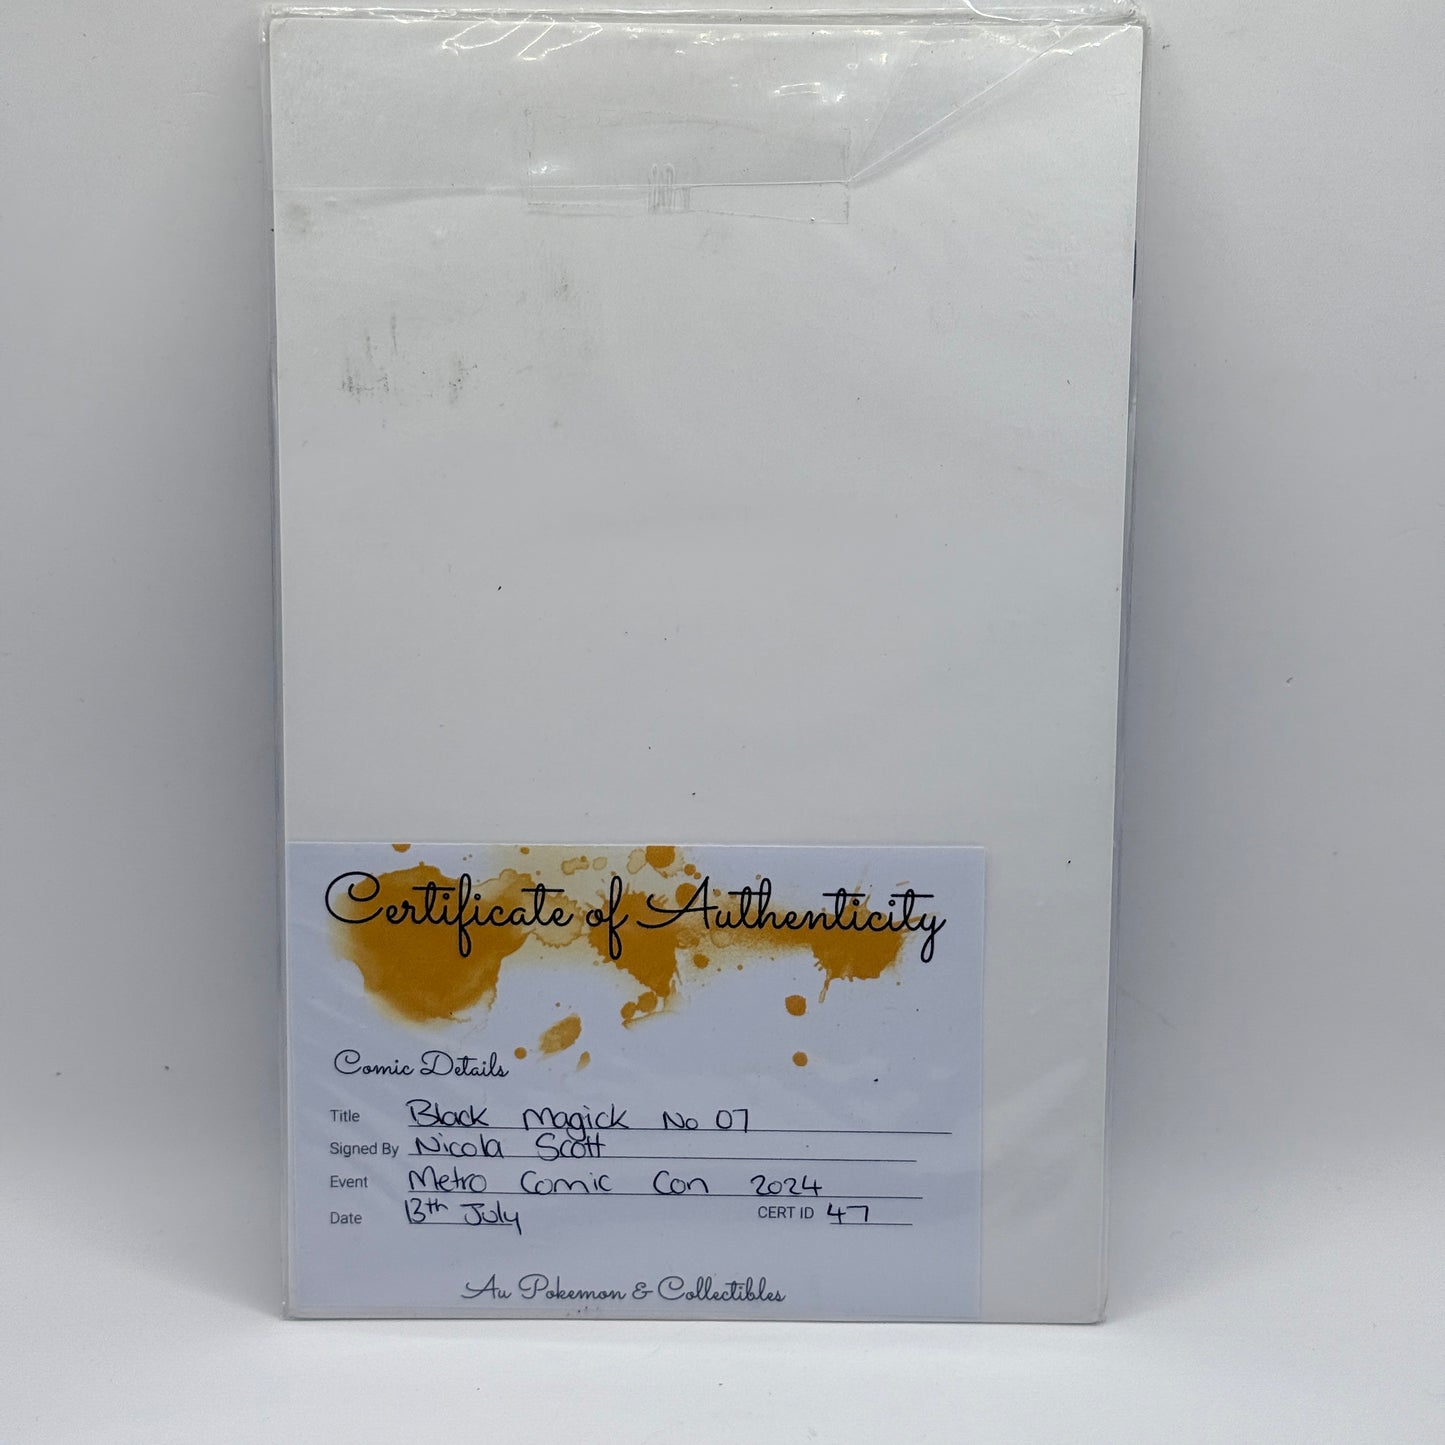 Certificate of Authenticity
Comic Details
Title Black Magick No 07
Signed By Nicola Scott
Event Metro Comic Con 2024
Date 13th July CERT ID 47
Au Pokemon & Collectibles